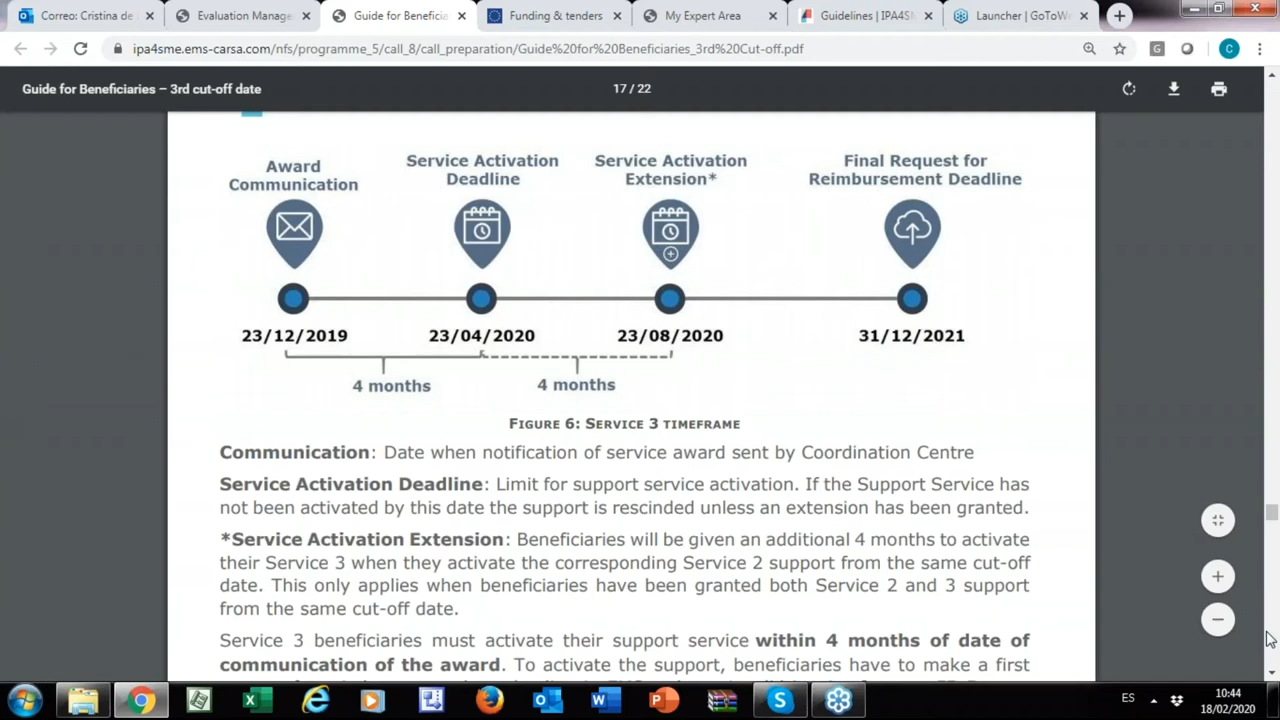 Correo: Cristina de
Evaluation Manage
Guide for Beneficia
Funding & tenders
My Expert Area
Guidelines | IPA4SM
Launcher | GoToWe
ipa4sme.ems-carsa.com/nfs/programme_5/call_8/call_preparation/Guide%20for%20Beneficiaries_3rd%20Cut-off.pdf
G
C
Guide for Beneficiaries – 3rd cut-off date
17 / 22
Award Communication
Service Activation Deadline
Service Activation Extension*
Final Request for Reimbursement Deadline
23/12/2019
23/04/2020
23/08/2020
31/12/2021
4 months
4 months
FIGURE 6: SERVICE 3 TIMEFRAME
Communication: Date when notification of service award sent by Coordination Centre
Service Activation Deadline: Limit for support service activation. If the Support Service has
not been activated by this date the support is rescinded unless an extension has been granted.
*Service Activation Extension: Beneficiaries will be given an additional 4 months to activate
their Service 3 when they activate the corresponding Service 2 support from the same cut-off
date. This only applies when beneficiaries have been granted both Service 2 and 3 support
from the same cut-off date.
Service 3 beneficiaries must activate their support service within 4 months of date of
communication of the award. To activate the support, beneficiaries have to make a first
ES
10:44
18/02/2020